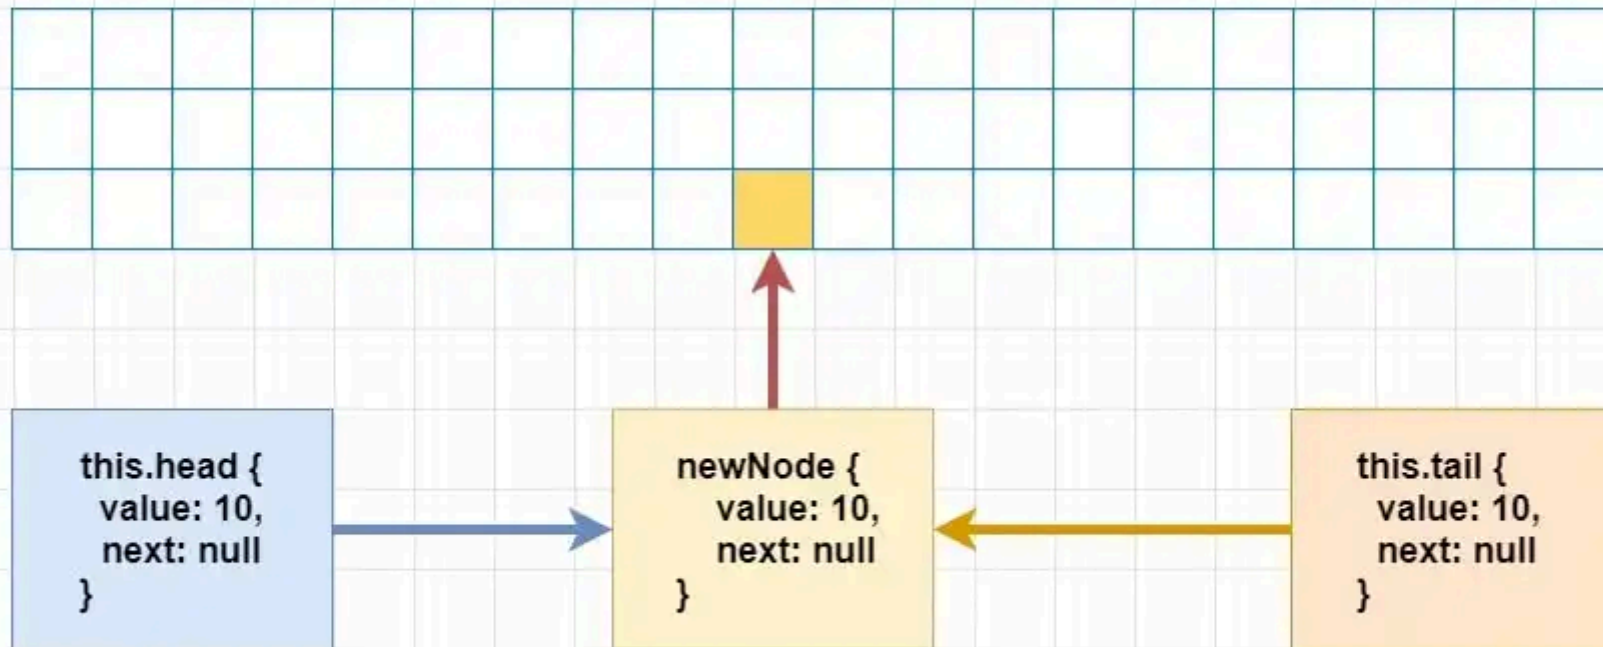 this.head {
value: 10,
next: null
}
newNode {
value: 10,
next: null
}
this.tail {
value: 10,
next: null
}